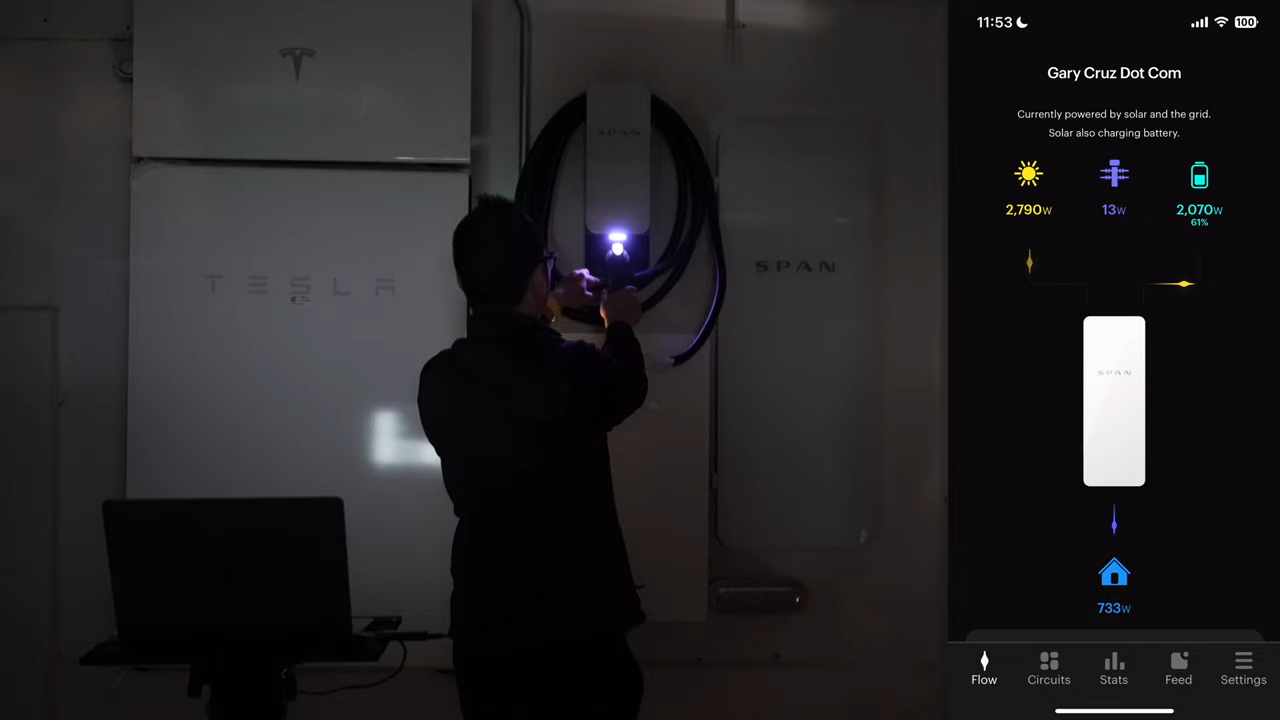 TESLA
SPAN
SPAN
11:53
100
Gary Cruz Dot Com
Currently powered by solar and the grid.
Solar also charging battery.
2,790W
13W
2,070W
61%
SPAN
733W
Flow
Circuits
Stats
Feed
Settings